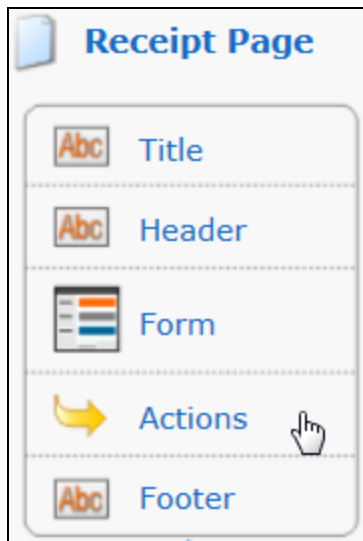 Receipt Page
Abc Title
Abc Header
Form
Actions
Abc Footer